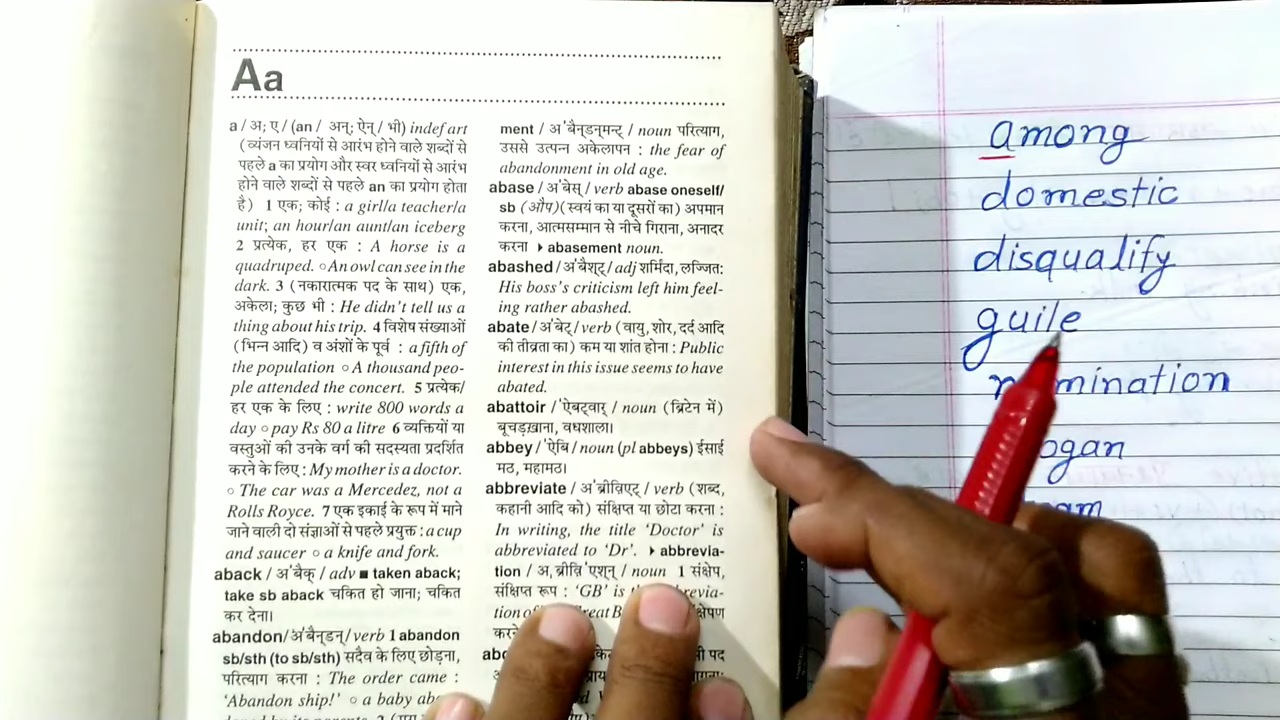 Aa
a / अ; ए / (an / अन्; ऐन् / भी) indef art
(व्यंजन ध्वनियों से आरंभ होने वाले शब्दों से
पहले a का प्रयोग और स्वर ध्वनियों से आरंभ
होने वाले शब्दों से पहले an का प्रयोग होता
है) 1 एक; कोई : a girl/a teacher/a
unit; an hour/an aunt/an iceberg
2 प्रत्येक, हर एक : A horse is a
quadruped. ○ An owl can see in the
dark. 3 (नकारात्मक पद के साथ) एक,
अकेला; कुछ भी : He didn't tell us a
thing about his trip. 4 विशेष संख्याओं
(भिन्न आदि) व अंशों के पूर्व : a fifth of
the population ○ A thousand peo-
ple attended the concert. 5 प्रत्येक/
हर एक के लिए : write 800 words a
day ○ pay Rs 80 a litre 6 व्यक्तियों या
वस्तुओं की उनके वर्ग की सदस्यता प्रदर्शित
करने के लिए : My mother is a doctor.
○ The car was a Mercedez, not a
Rolls Royce. 7 एक इकाई के रूप में माने
जाने वाली दो संज्ञाओं से पहले प्रयुक्त : a cup
and saucer ○ a knife and fork.
aback / अ'बैक् / adv ■ taken aback;
take sb aback चकित हो जाना; चकित
कर देना।
abandon / अ'बैन्डन् / verb 1 abandon
sb/sth (to sb/sth) सदैव के लिए छोड़ना,
परित्याग करना : The order came :
'Abandon ship!' ○ a baby
ment / अ'बैन्डन्मन्ट् / noun परित्याग,
उससे उत्पन्न अकेलापन : the fear of
abandonment in old age.
abase / अ'बेस् / verb abase oneself/
sb (औप) (स्वयं का या दूसरों का) अपमान
करना, आत्मसम्मान से नीचे गिराना, अनादर
करना ▸ abasement noun.
abashed / अ'बैश्ट् / adj शर्मिंदा, लज्जित:
His boss's criticism left him feel-
ing rather abashed.
abate / अ'बेट् / verb (वायु, शोर, दर्द आदि
की तीव्रता का) कम या शांत होना : Public
interest in this issue seems to have
abated.
abattoir / 'ऐबट्वार् / noun (ब्रिटेन में)
बूचड़ख़ाना, वधशाला।
abbey / 'ऐबि / noun (pl abbeys) ईसाई
मठ, महामठ।
abbreviate / अ'ब्रीव़िएट् / verb (शब्द,
कहानी आदि को) संक्षिप्त या छोटा करना :
In writing, the title 'Doctor' is
abbreviated to 'Dr'. ▸ abbrevia-
tion / अ,ब्रीव़ि'एश्न् / noun 1 संक्षेप,
संक्षिप्त रूप : 'GB' is
among
domestic
disqualify
guile